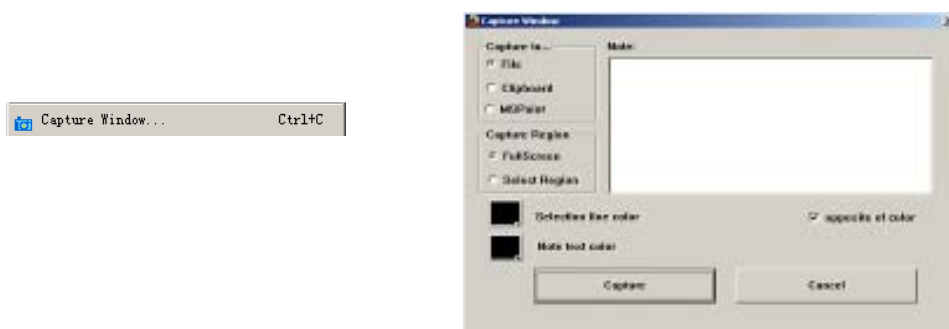 Capture Window... Ctrl+C
Capture Window
Capture to...
File
Clipboard
MSPaint
Note:
Capture Region
FullScreen
Select Region
Selection line color
opposite of color
Note text color
Capture
Cancel